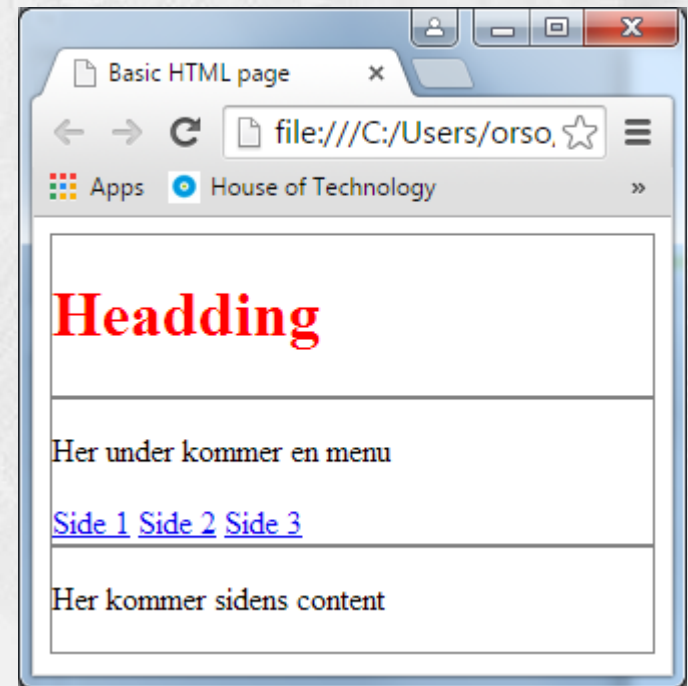 Basic HTML page
file:///C:/Users/orso,
Apps House of Technology »
Headding
Her under kommer en menu
Side 1 Side 2 Side 3
Her kommer sidens content